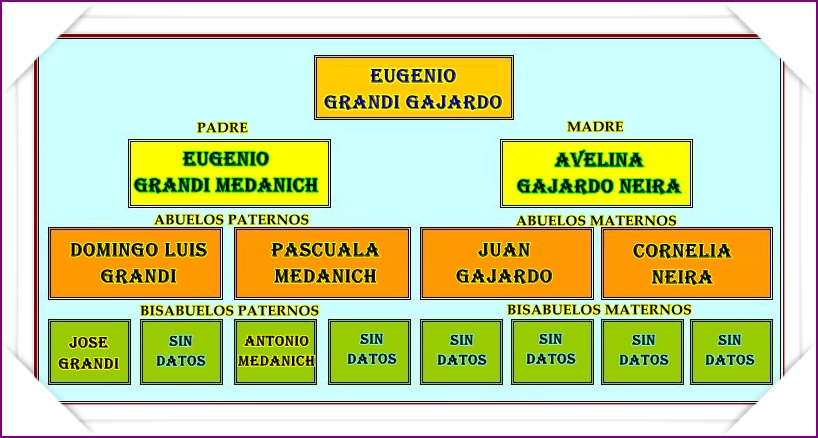 EUGENIO
GRANDI GAJARDO
PADRE
MADRE
EUGENIO
GRANDI MEDANICH
AVELINA
GAJARDO NEIRA
ABUELOS PATERNOS
ABUELOS MATERNOS
DOMINGO LUIS
GRANDI
PASCUALA
MEDANICH
JUAN
GAJARDO
CORNELIA
NEIRA
BISABUELOS PATERNOS
BISABUELOS MATERNOS
JOSE
GRANDI
SIN
DATOS
ANTONIO
MEDANICH
SIN
DATOS
SIN
DATOS
SIN
DATOS
SIN
DATOS
SIN
DATOS